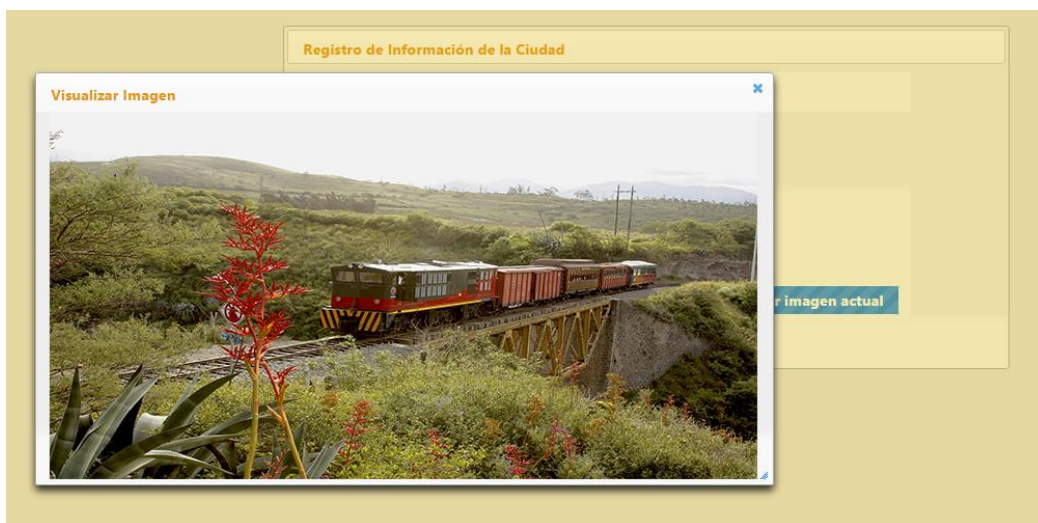 Registro de Información de la Ciudad
Visualizar Imagen
imagen actual